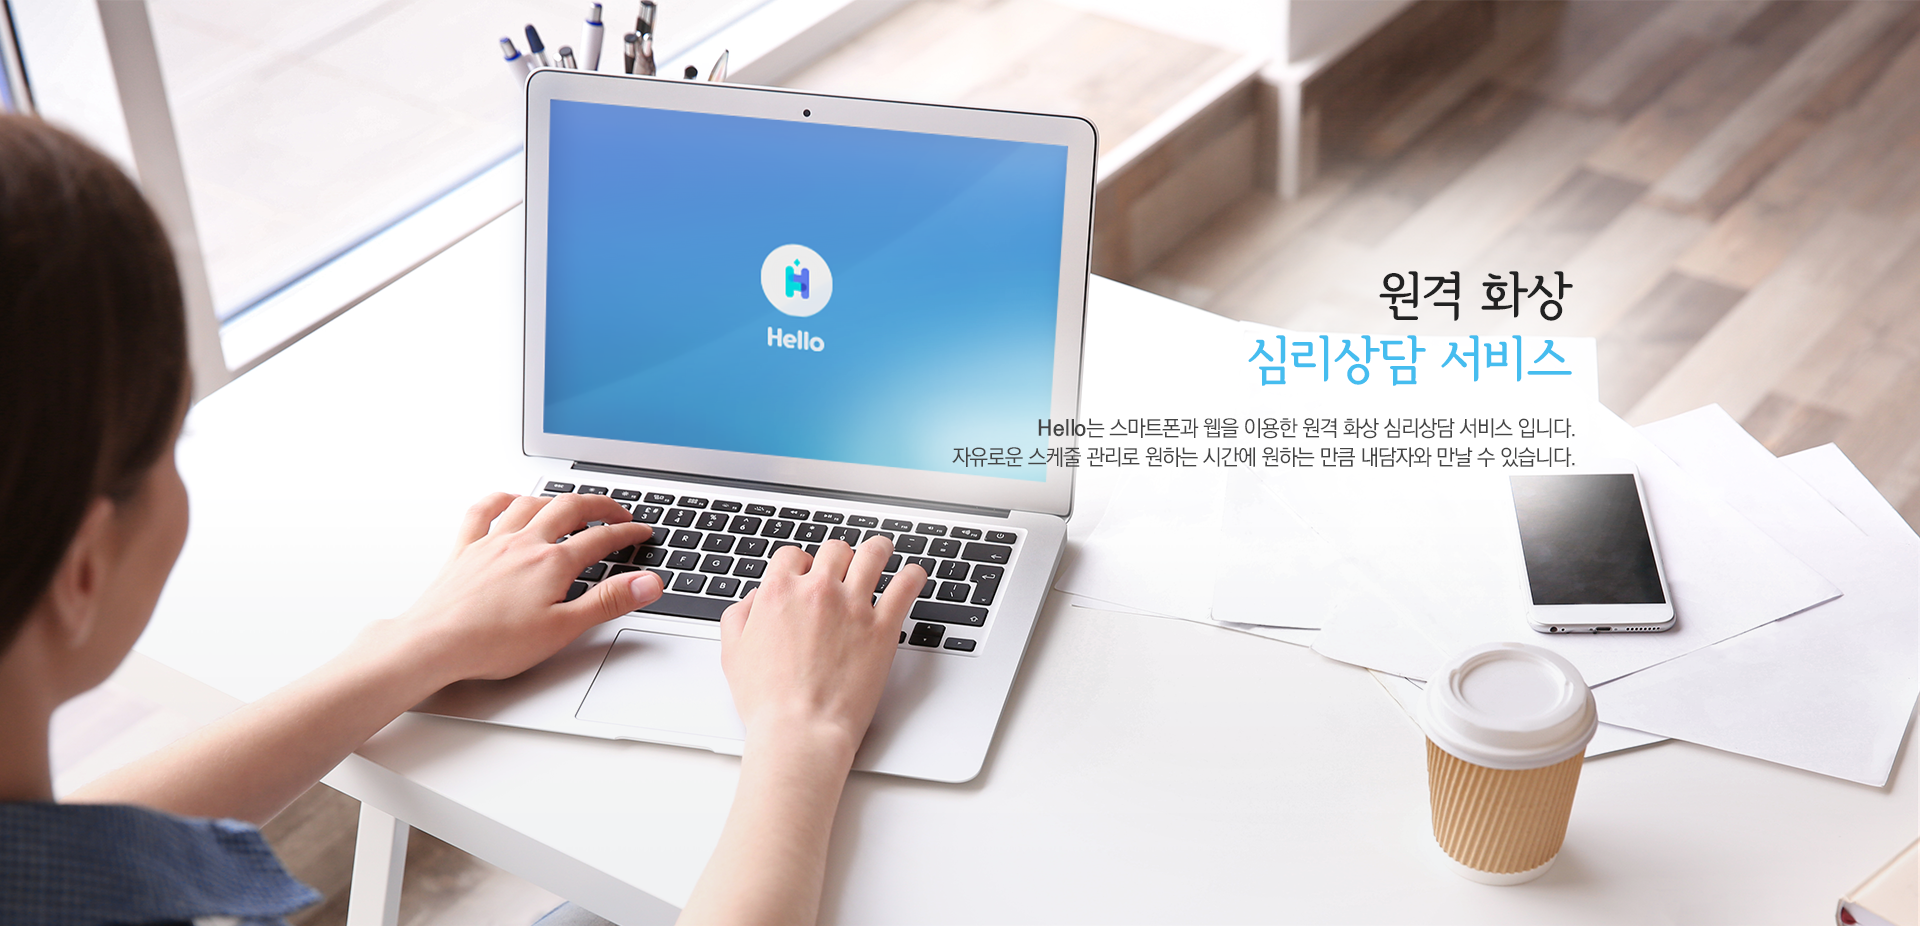 Hello
원격 화상
심리상담 서비스
Hello는 스마트폰과 웹을 이용한 원격 화상 심리상담 서비스 입니다.
자유로운 스케줄 관리로 원하는 시간에 원하는 만큼 내담자와 만날 수 있습니다.